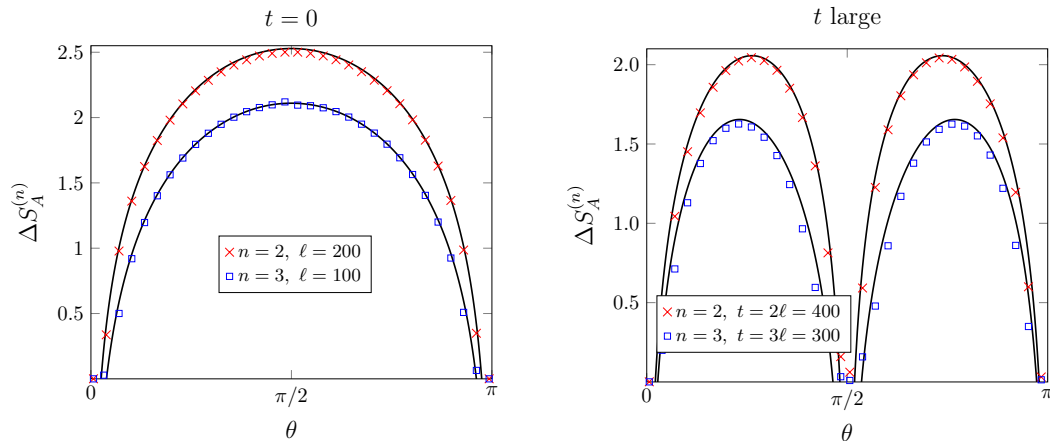 t = 0
2.5
2
1.5
1
0.5
0
π/2
π
θ
ΔS_A^{(n)}
n = 2, ℓ = 200
n = 3, ℓ = 100
t large
2.0
1.5
1.0
0.5
0
π/2
π
θ
ΔS_A^{(n)}
n = 2, t = 2ℓ = 400
n = 3, t = 3ℓ = 300